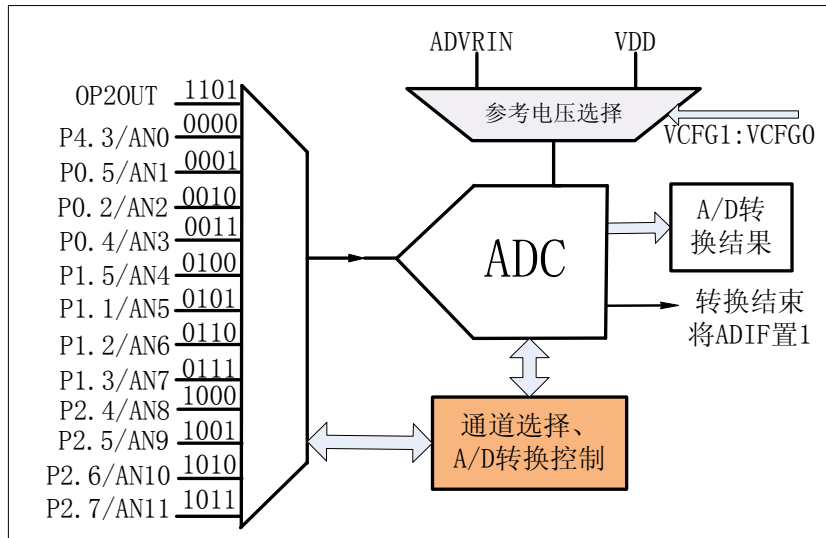 ADVRIN VDD
参考电压选择
VCFG1:VCFG0
OP2OUT 1101
P4.3/AN0 0000
P0.5/AN1 0001
P0.2/AN2 0010
P0.4/AN3 0011
P1.5/AN4 0100
P1.1/AN5 0101
P1.2/AN6 0110
P1.3/AN7 0111
P2.4/AN8 1000
P2.5/AN9 1001
P2.6/AN10 1010
P2.7/AN11 1011
ADC
A/D转
换结果
转换结束
将ADIF置1
通道选择、
A/D转换控制